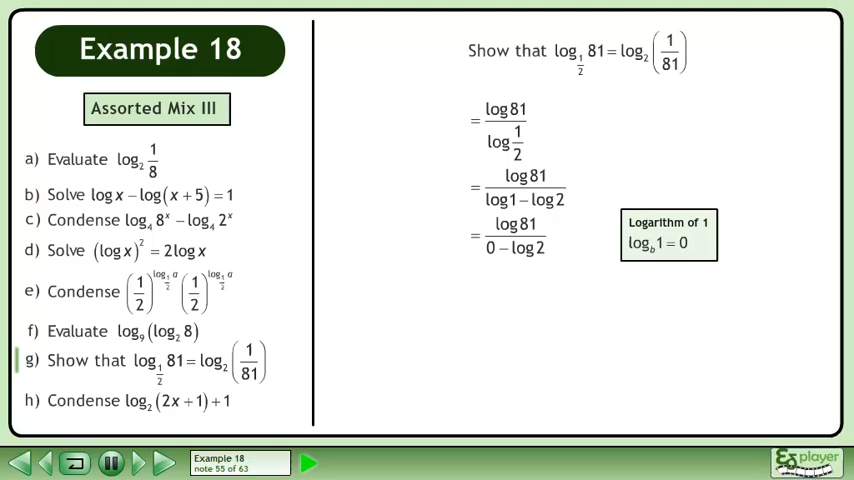 Example 18
Assorted Mix III
a) Evaluate log₂ 1/8
b) Solve log x − log(x + 5) = 1
c) Condense log₄ 8ˣ − log₄ 2ˣ
d) Solve (log x)² = 2log x
e) Condense (1/2)^(log_(1/2) a) (1/2)^(log_(1/2) a)
f) Evaluate log₉(log₂ 8)
g) Show that log_(1/2) 81 = log₂(1/81)
h) Condense log₂(2x + 1) + 1
Show that log_(1/2) 81 = log₂(1/81)
= log81 / log 1/2
= log81 / log1 − log2
= log81 / 0 − log2
Logarithm of 1
log_b 1 = 0
Example 18
note 55 of 63
player